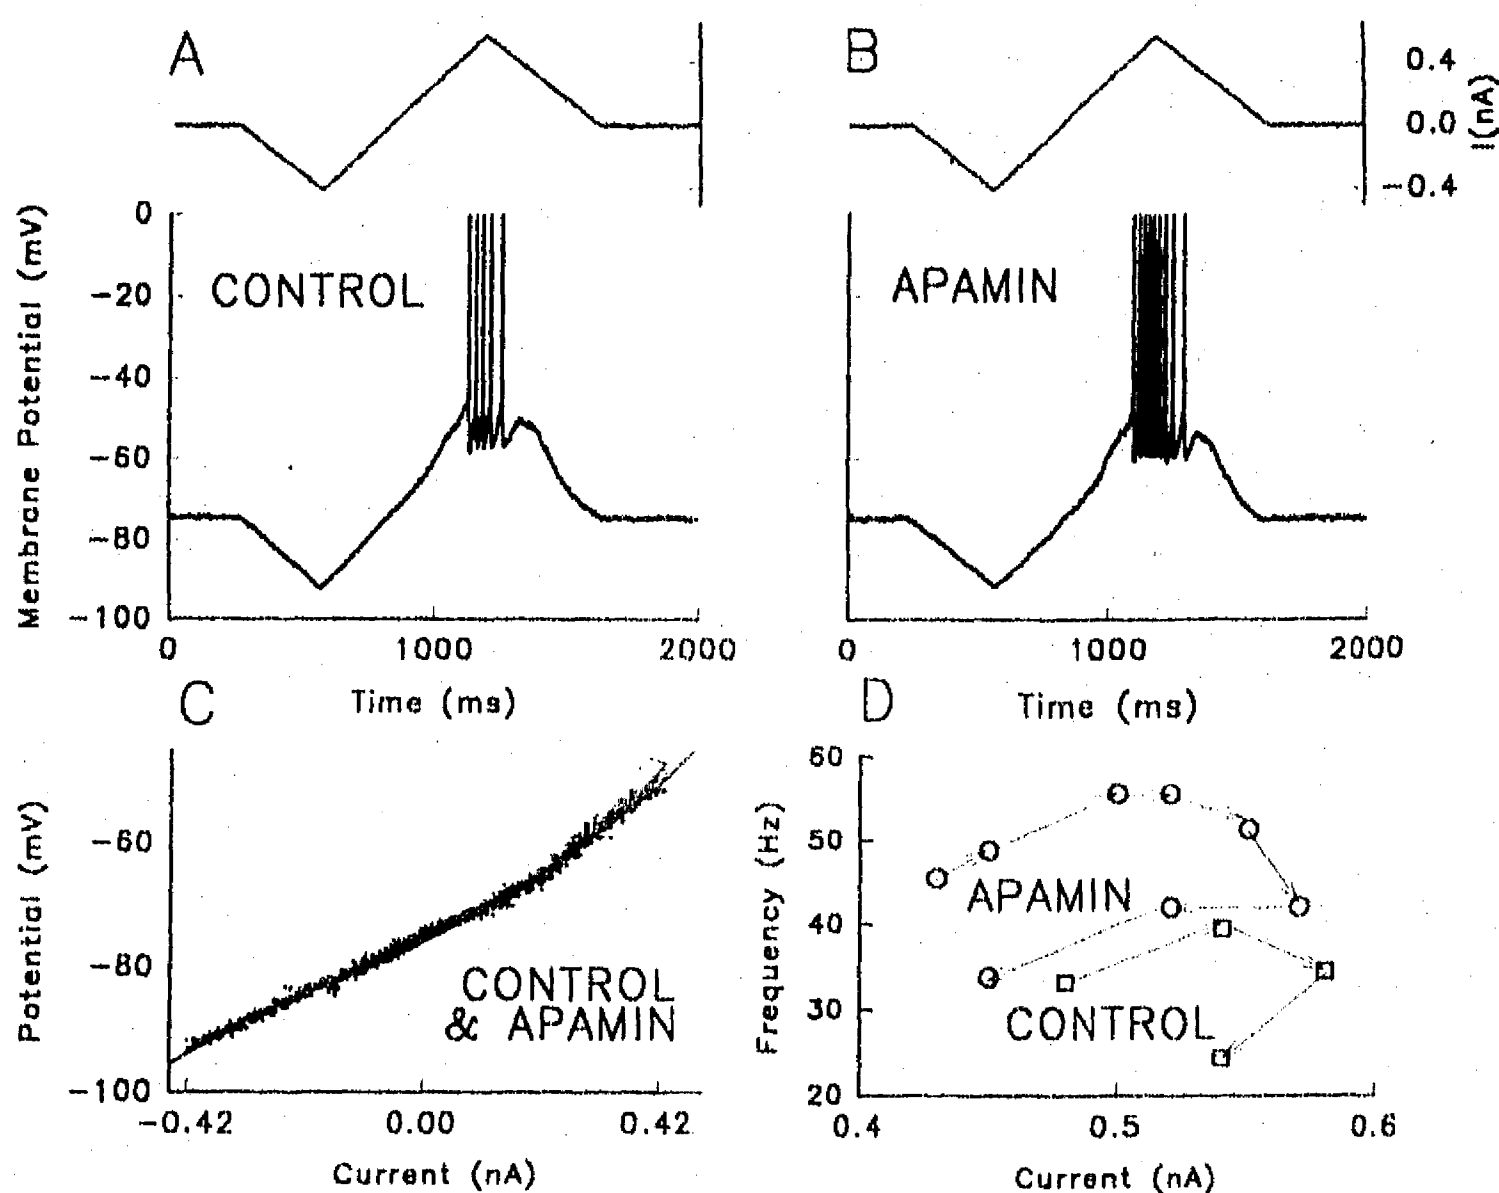 A
B
0.4
0.0
−0.4
I(nA)
Membrane Potential (mV)
0
−20
−40
−60
−80
−100
CONTROL
APAMIN
0
1000
2000
Time (ms)
0
1000
2000
Time (ms)
C
Potential (mV)
−60
−80
−100
CONTROL
& APAMIN
−0.42
0.00
0.42
Current (nA)
D
Frequency (Hz)
60
50
40
30
20
APAMIN
CONTROL
0.4
0.5
0.6
Current (nA)